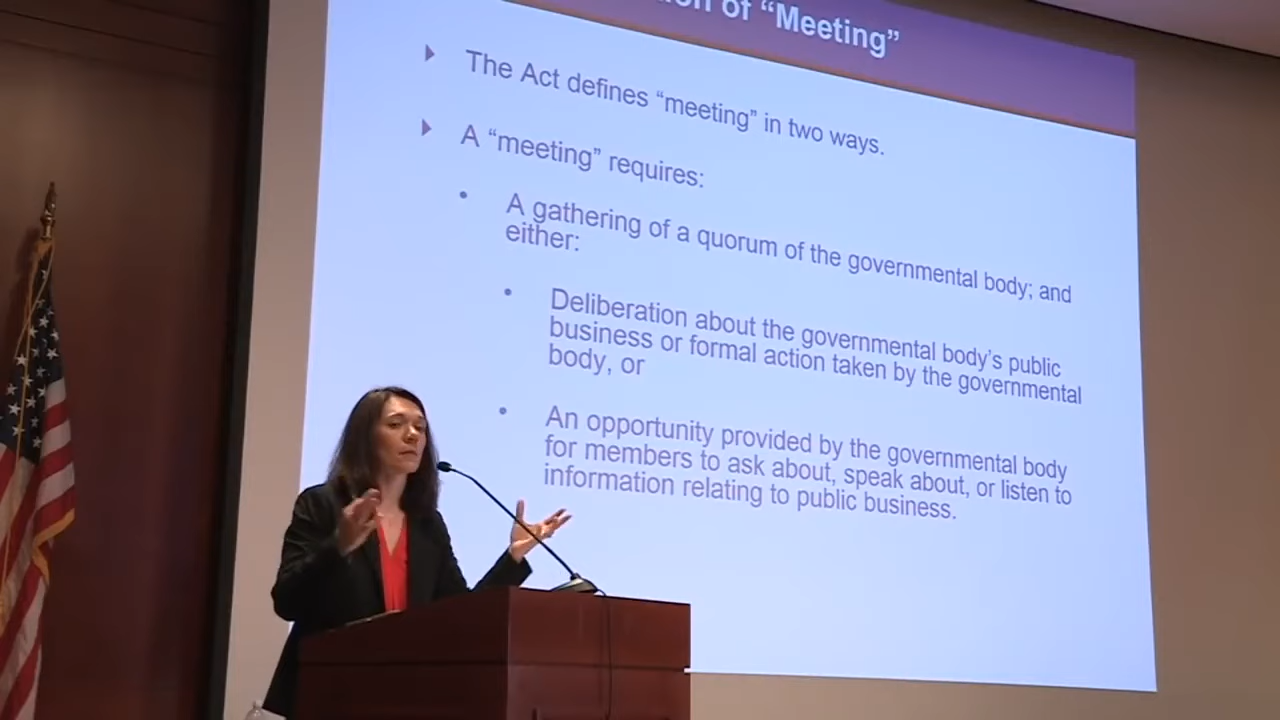 of “Meeting”
The Act defines “meeting” in two ways.
A “meeting” requires:
A gathering of a quorum of the governmental body; and
either:
Deliberation about the governmental body’s public
business or formal action taken by the governmental
body, or
An opportunity provided by the governmental body
for members to ask about, speak about, or listen to
information relating to public business.